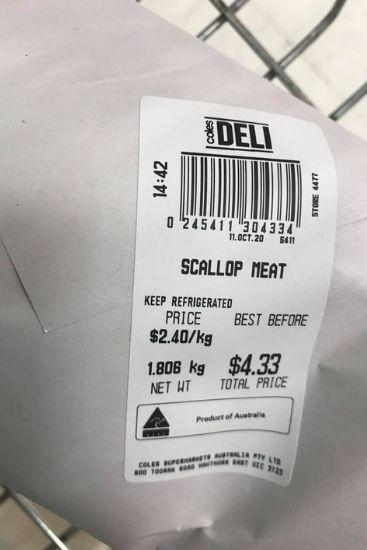 coles DELI
14:42
STORE 4477
0 245411 304334
11.OCT.20 5411
SCALLOP MEAT
KEEP REFRIGERATED
PRICE BEST BEFORE
$2.40/kg
1.806 kg $4.33
NET WT TOTAL PRICE
Product of Australia
COLES SUPERMARKETS AUSTRALIA PTY LTD
800 TOORAK ROAD HAWTHORN EAST VIC 3123